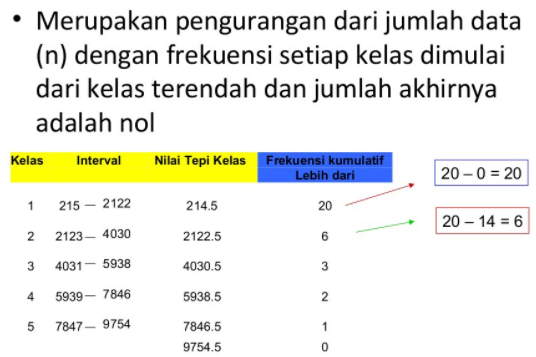 • Merupakan pengurangan dari jumlah data
(n) dengan frekuensi setiap kelas dimulai
dari kelas terendah dan jumlah akhirnya
adalah nol
Kelas Interval Nilai Tepi Kelas Frekuensi kumulatif
Lebih dari
20 – 0 = 20
1 215 — 2122 214.5 20
20 – 14 = 6
2 2123— 4030 2122.5 6
3 4031— 5938 4030.5 3
4 5939— 7846 5938.5 2
5 7847— 9754 7846.5 1
9754.5 0